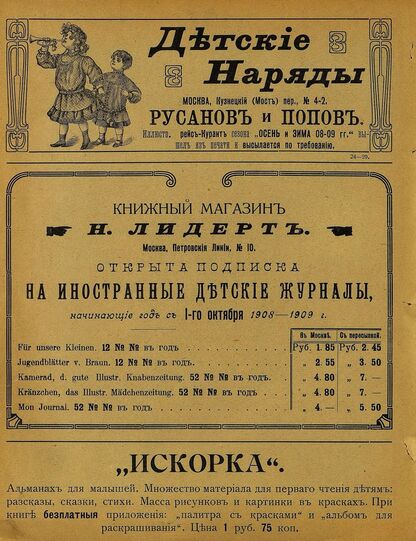 Дѣтскіе
Наряды
МОСКВА, Кузнецкій (Мостъ) пер., № 4-2.
РУСАНОВЪ и ПОПОВЪ.
Иллюстр. прейсъ-Курантъ сезона "ОСЕНЬ и ЗИМА 08-09 гг." вы-
шелъ изъ печати и высылается по требованію.
24—20.
КНИЖНЫЙ МАГАЗИНЪ
Н. ЛИДЕРТЪ.
Москва, Петровскія Линіи, № 10.
ОТКРЫТА ПОДПИСКА
НА ИНОСТРАННЫЕ ДѢТСКІЕ ЖУРНАЛЫ,
начинающіе годъ съ 1-го октября 1908—1909 г.
Въ Москвѣ. Съ пересылкой.
Für unsere Kleinen. 12 №№ въ годъ Руб. 1. 85 Руб. 2. 45
Jugendblätter v. Braun. 12 №№ въ годъ „ 2. 55 „ 3. 50
Kamerad, d. gute Illustr. Knabenzeitung. 52 №№ въ годъ. „ 4. 80 „ 7. —
Kränzchen, das Illustr. Mädchenzeitung. 52 №№ въ годъ. „ 4. 80 „ 7. —
Mon Journal. 52 №№ въ годъ „ 4. — „ 5. 50
„ИСКОРКА“.
Альманахъ для малышей. Множество матеріала для перваго чтенія дѣтямъ:
разсказы, сказки, стихи. Масса рисунковъ и картинки въ краскахъ. При
книгѣ безплатныя приложенія: „палитра съ красками“ и „альбомъ для
раскрашиванія“. Цѣна 1 руб. 75 коп.